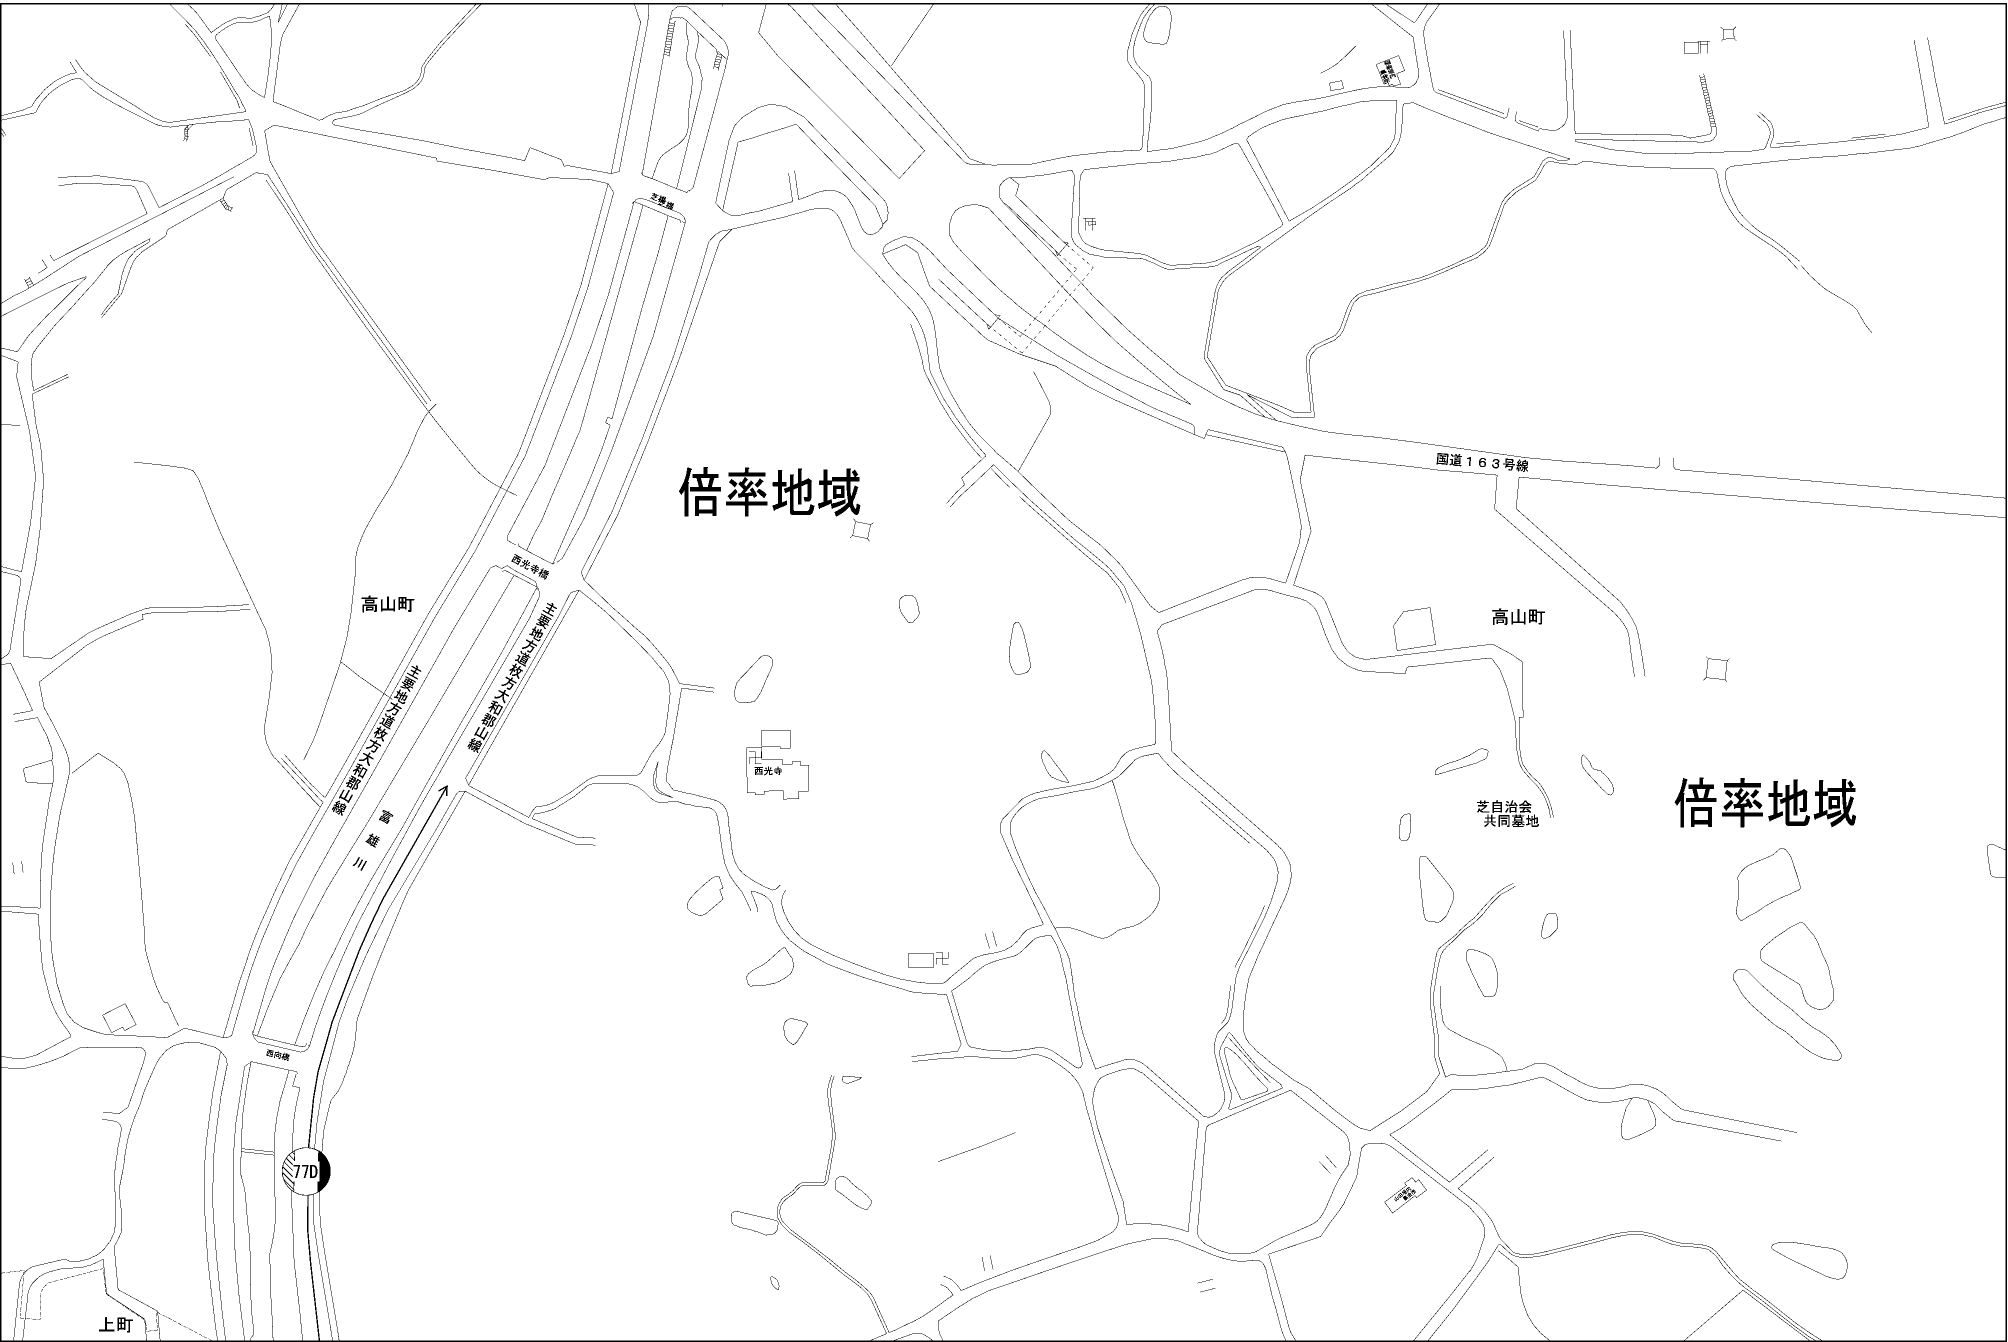 芝橋
国道１６３号線
倍率地域
西光寺橋
高山町
高山町
主要地方道枚方大和郡山線
主要地方道枚方大和郡山線
西光寺
倍率地域
芝自治会
共同墓地
富雄川
西向橋
77D
上町